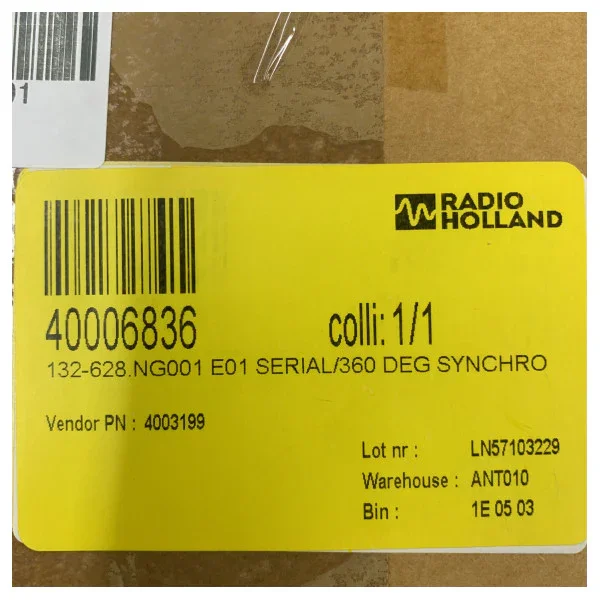 RADIO
HOLLAND
40006836 colli: 1/1
132-628.NG001 E01 SERIAL/360 DEG SYNCHRO
Vendor PN : 4003199
Lot nr : LN57103229
Warehouse : ANT010
Bin : 1E 05 03